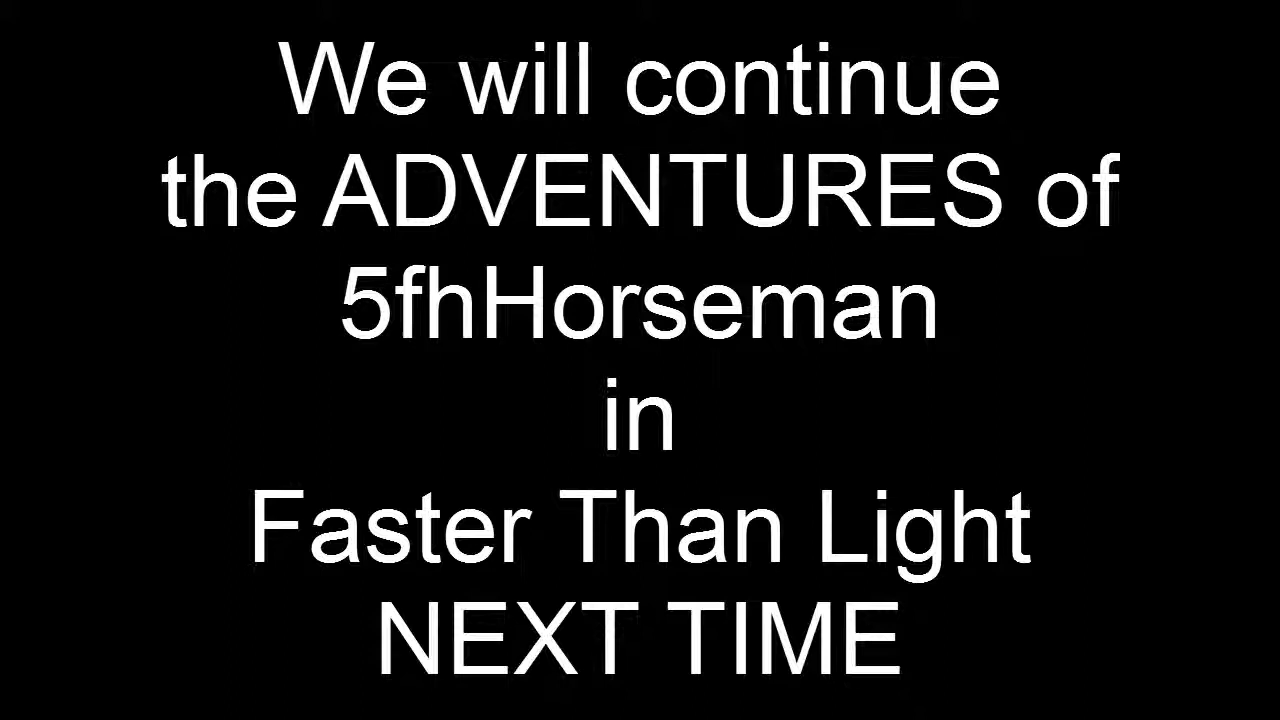 We will continue
the ADVENTURES of
5fhHorseman
in
Faster Than Light
NEXT TIME